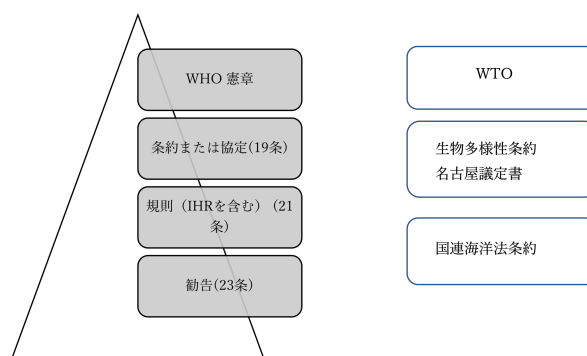 WHO 憲章
条約または協定(19条)
規則（IHRを含む）（21
条）
勧告(23条)
WTO
生物多様性条約
名古屋議定書
国連海洋法条約